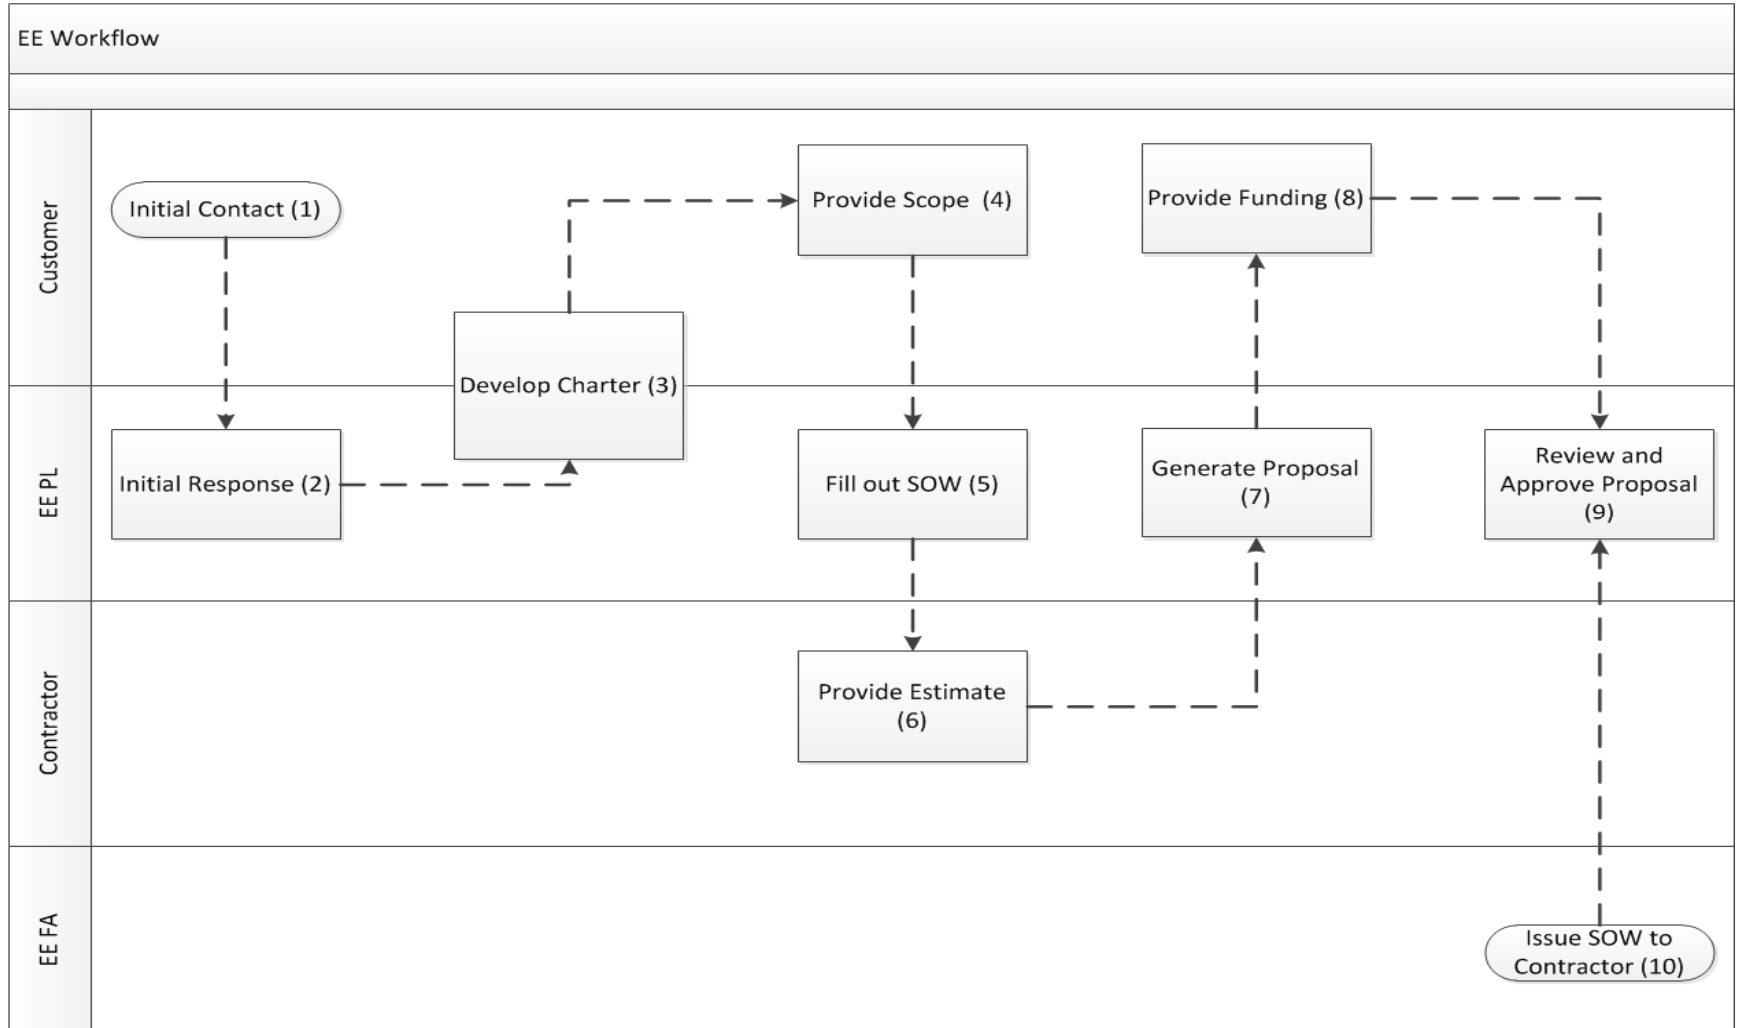 EE Workflow
Customer
Initial Contact (1)
Provide Scope  (4)
Provide Funding (8)
Develop Charter (3)
EE PL
Initial Response (2)
Fill out SOW (5)
Generate Proposal
(7)
Review and
Approve Proposal
(9)
Contractor
Provide Estimate
(6)
EE FA
Issue SOW to
Contractor (10)